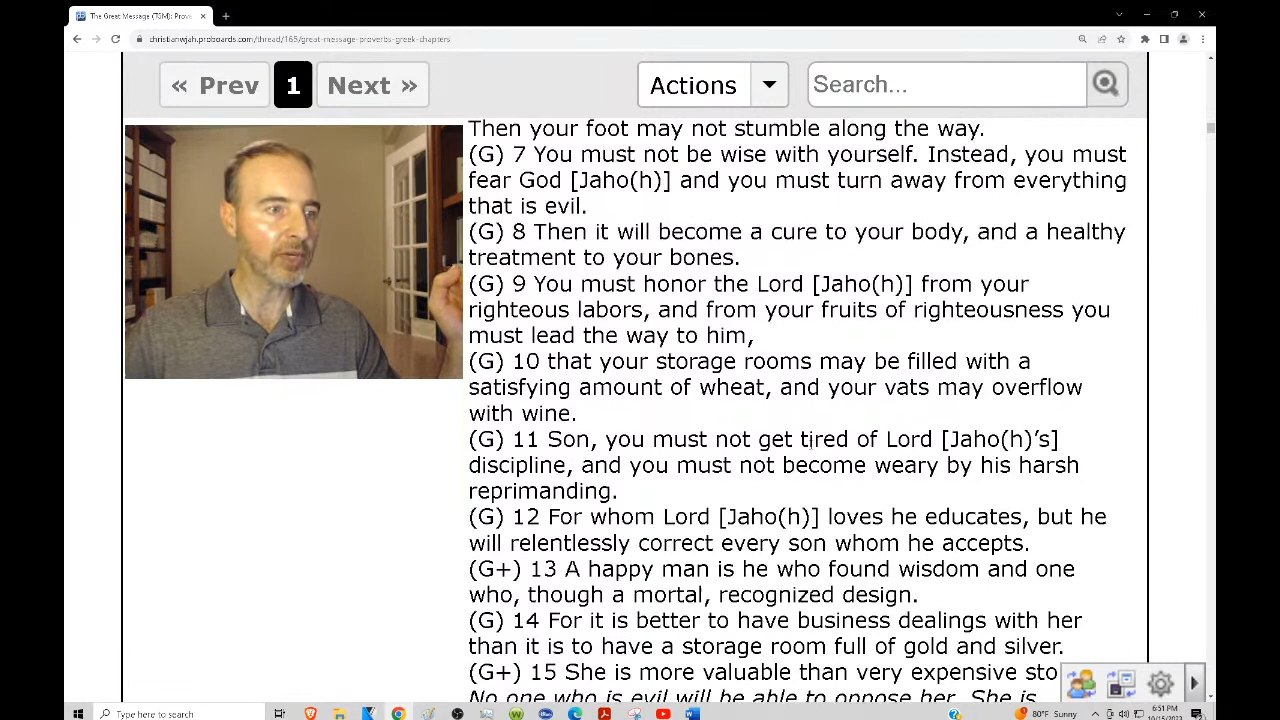 The Great Message (TGM): Prove
christianwjah.proboards.com/thread/165/great-message-proverbs-greek-chapters
« Prev 1 Next » Actions Search...
Then your foot may not stumble along the way.
(G) 7 You must not be wise with yourself. Instead, you must
fear God [Jaho(h)] and you must turn away from everything
that is evil.
(G) 8 Then it will become a cure to your body, and a healthy
treatment to your bones.
(G) 9 You must honor the Lord [Jaho(h)] from your
righteous labors, and from your fruits of righteousness you
must lead the way to him,
(G) 10 that your storage rooms may be filled with a
satisfying amount of wheat, and your vats may overflow
with wine.
(G) 11 Son, you must not get tired of Lord [Jaho(h)’s]
discipline, and you must not become weary by his harsh
reprimanding.
(G) 12 For whom Lord [Jaho(h)] loves he educates, but he
will relentlessly correct every son whom he accepts.
(G+) 13 A happy man is he who found wisdom and one
who, though a mortal, recognized design.
(G) 14 For it is better to have business dealings with her
than it is to have a storage room full of gold and silver.
(G+) 15 She is more valuable than very expensive sto
No one who is evil will be able to oppose her. She is
Type here to search
80°F Sunny
6:51 PM
10/15/2023